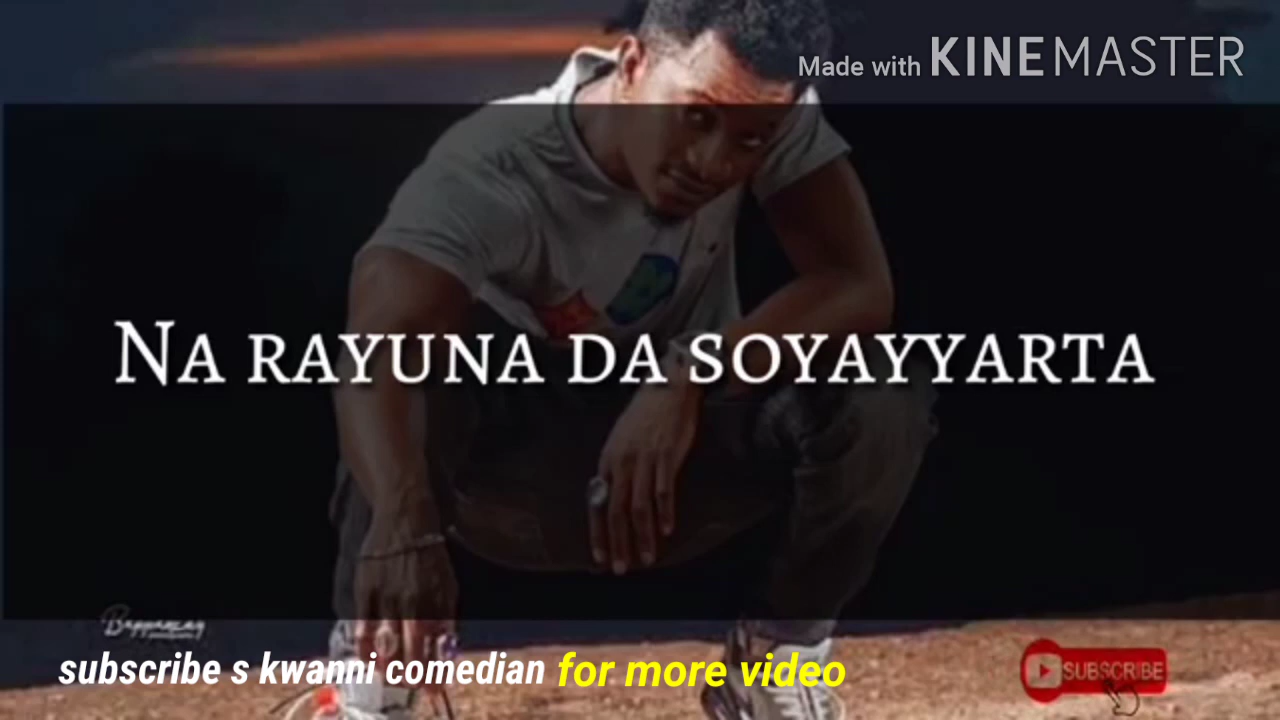 Made with KINEMASTER
NA RAYUNA DA SOYAYYARTA
subscribe s kwanni comedian for more video
SUBSCRIBE